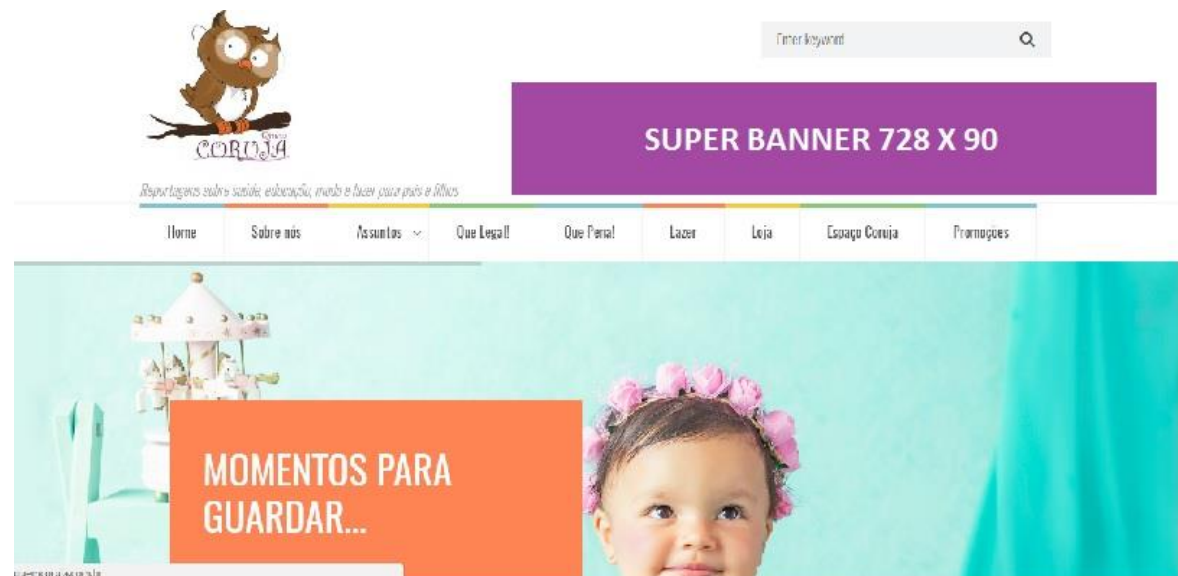 Enter keyword
CORUJA
SUPER BANNER 728 X 90
Reportagens sobre saúde, educação, moda e lazer para pais e filhos
Home Sobre nós Assuntos Que Legal! Que Pena! Lazer Loja Espaço Coruja Promoções
MOMENTOS PARA
GUARDAR...